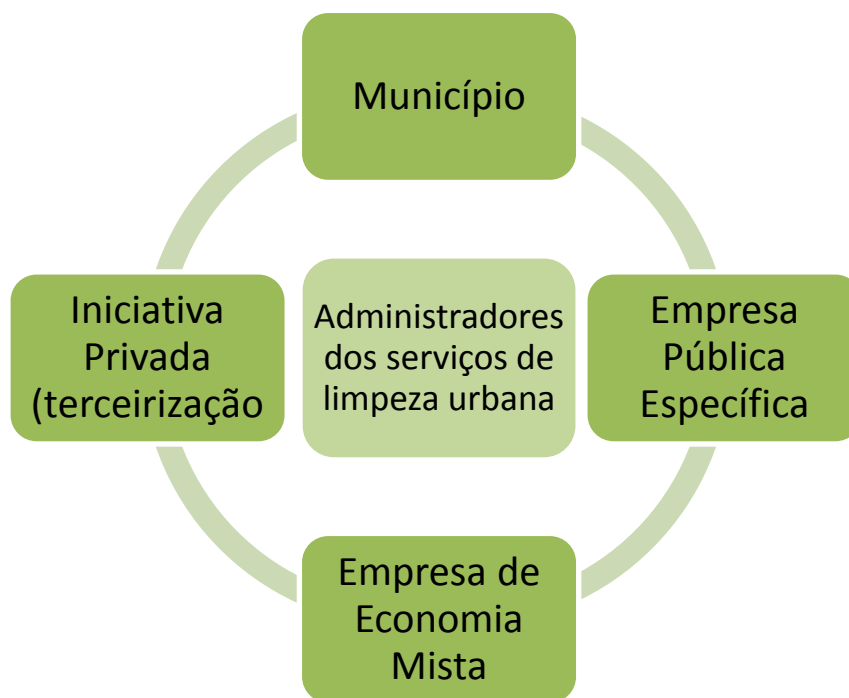 Município
Iniciativa
Privada
(terceirização
Administradores
dos serviços de
limpeza urbana
Empresa
Pública
Específica
Empresa de
Economia
Mista